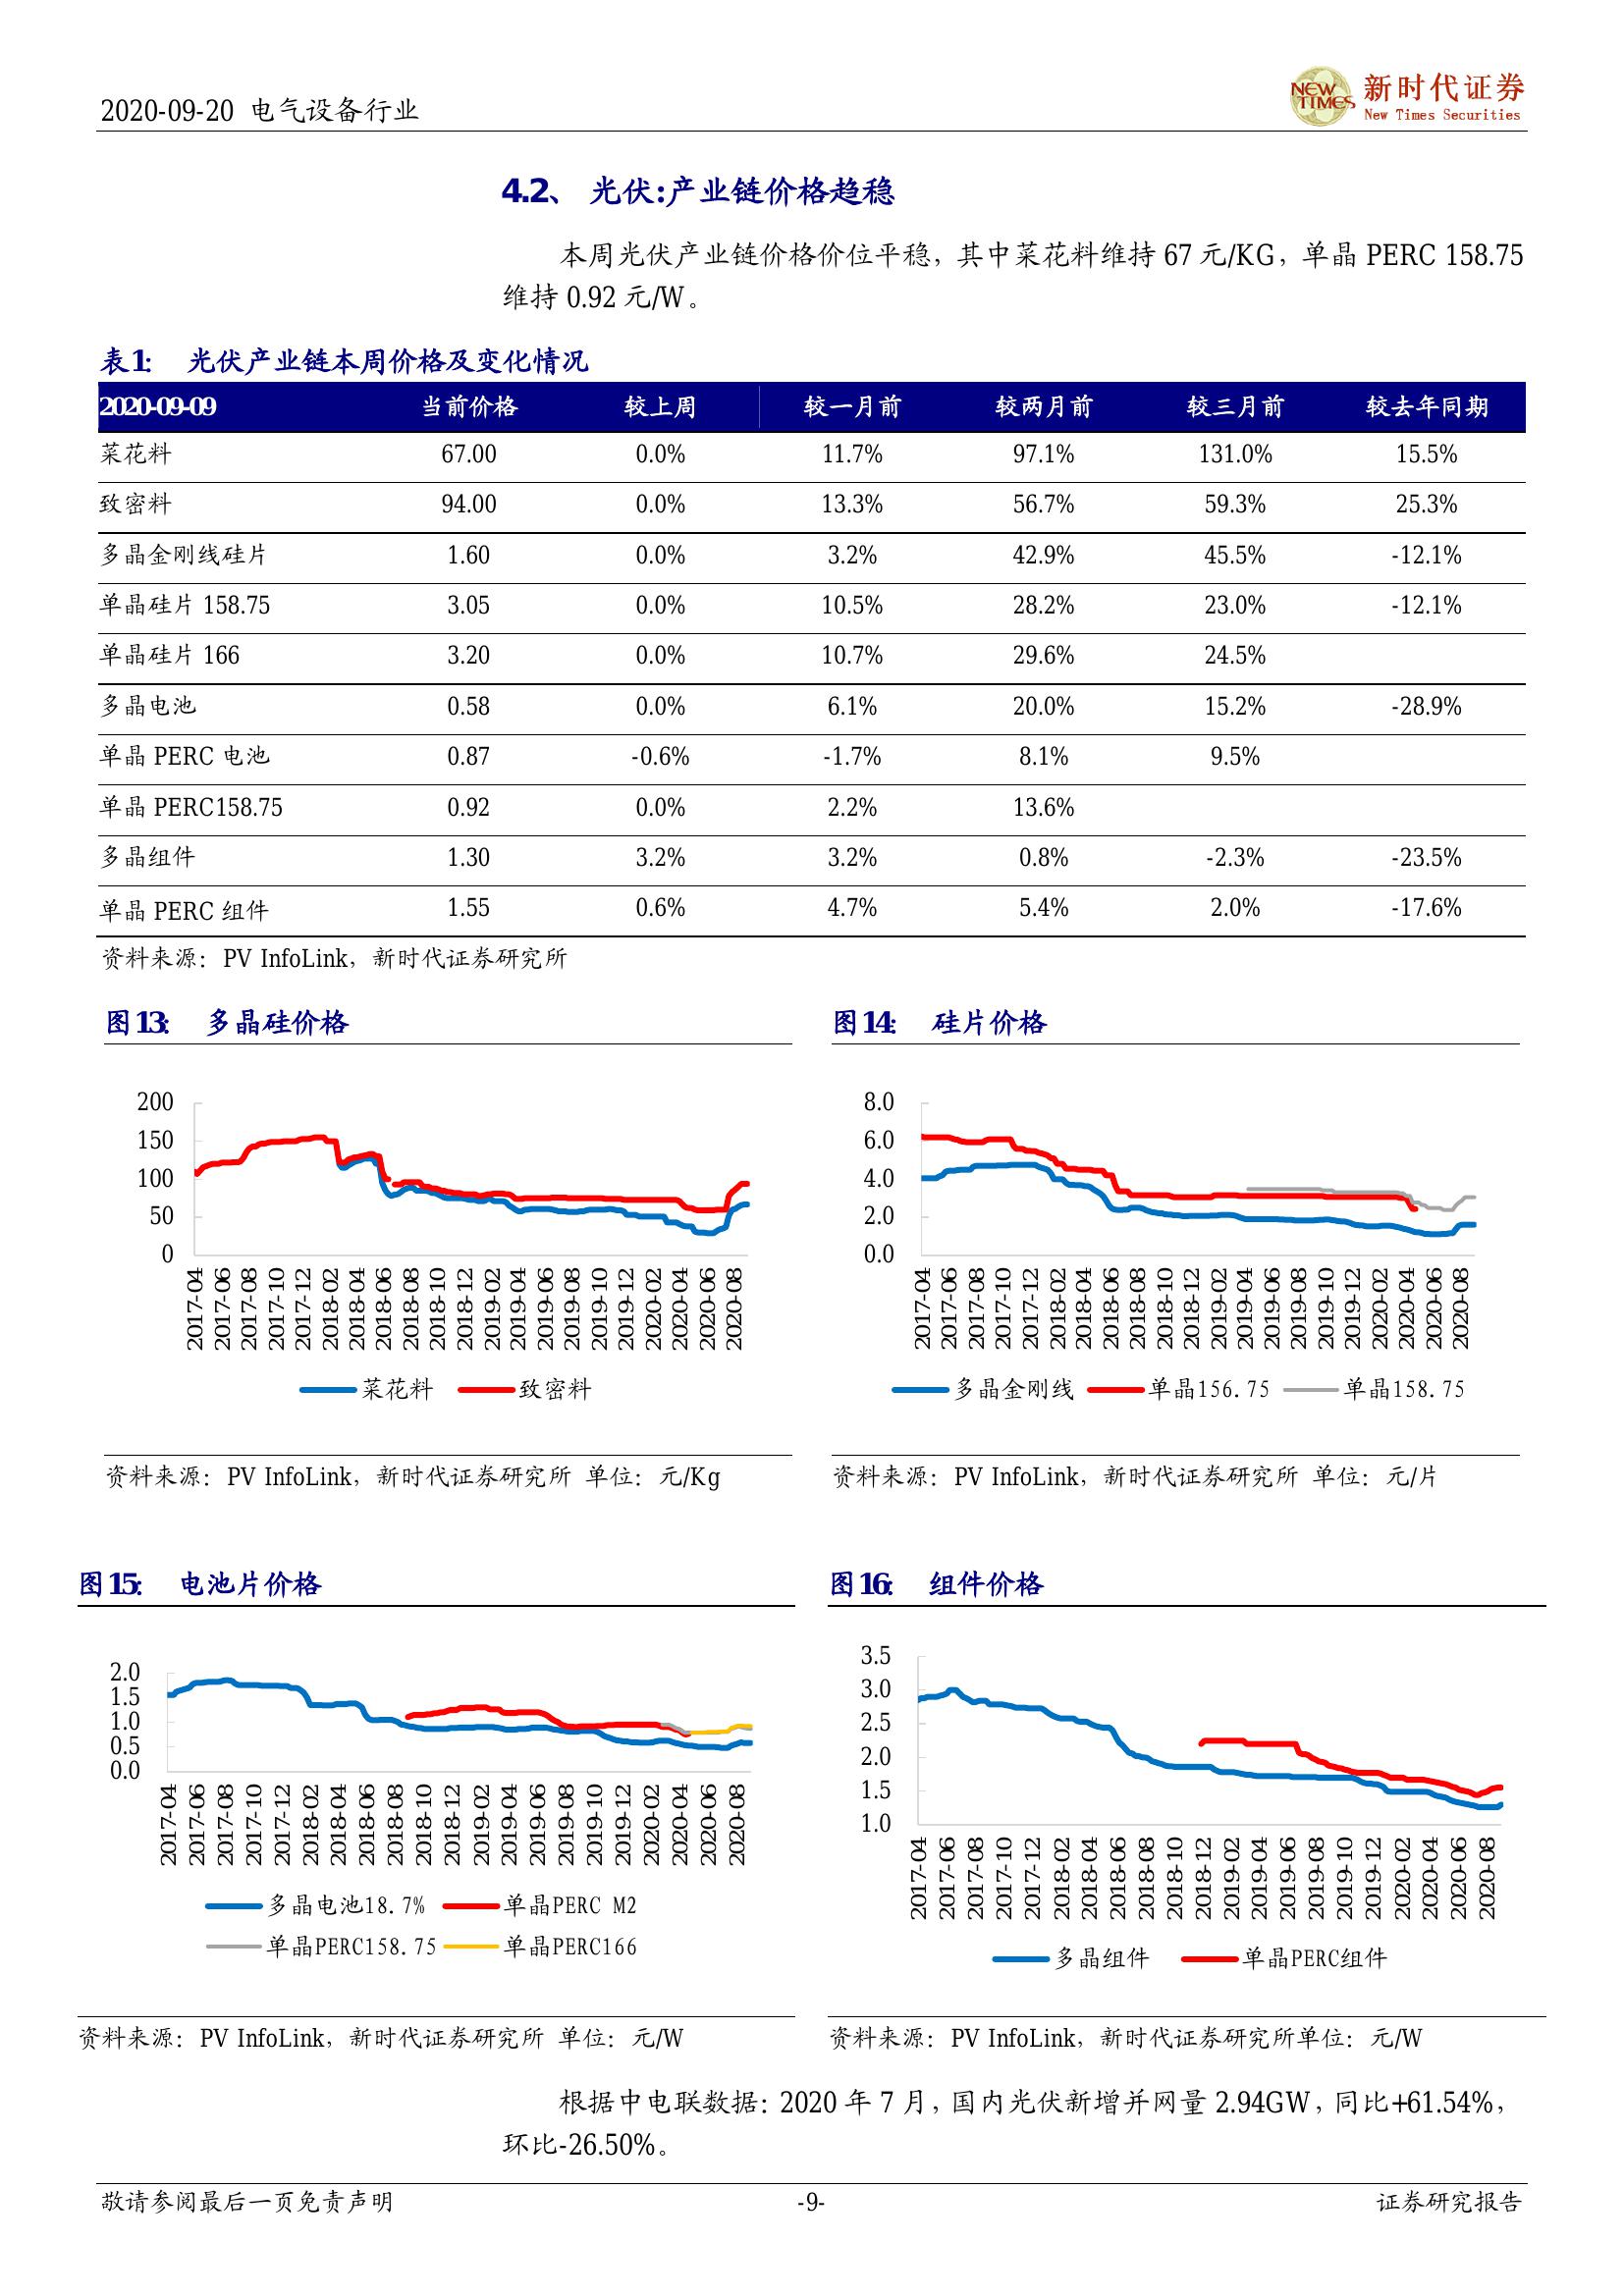 2020-09-20 电气设备行业
NEW TIMES 新时代证券
New Times Securities
4.2、 光伏:产业链价格趋稳
本周光伏产业链价格价位平稳，其中菜花料维持 67 元/KG，单晶 PERC 158.75
维持 0.92 元/W。
表1: 光伏产业链本周价格及变化情况
2020-09-09 当前价格 较上周 较一月前 较两月前 较三月前 较去年同期
菜花料 67.00 0.0% 11.7% 97.1% 131.0% 15.5%
致密料 94.00 0.0% 13.3% 56.7% 59.3% 25.3%
多晶金刚线硅片 1.60 0.0% 3.2% 42.9% 45.5% -12.1%
单晶硅片 158.75 3.05 0.0% 10.5% 28.2% 23.0% -12.1%
单晶硅片 166 3.20 0.0% 10.7% 29.6% 24.5%
多晶电池 0.58 0.0% 6.1% 20.0% 15.2% -28.9%
单晶 PERC 电池 0.87 -0.6% -1.7% 8.1% 9.5%
单晶 PERC158.75 0.92 0.0% 2.2% 13.6%
多晶组件 1.30 3.2% 3.2% 0.8% -2.3% -23.5%
单晶 PERC 组件 1.55 0.6% 4.7% 5.4% 2.0% -17.6%
资料来源：PV InfoLink，新时代证券研究所
图13: 多晶硅价格
200
150
100
50
0
2017-04 2017-06 2017-08 2017-10 2017-12 2018-02 2018-04 2018-06 2018-08 2018-10 2018-12 2019-02 2019-04 2019-06 2019-08 2019-10 2019-12 2020-02 2020-04 2020-06 2020-08
菜花料 致密料
资料来源：PV InfoLink，新时代证券研究所 单位：元/Kg
图14: 硅片价格
8.0
6.0
4.0
2.0
0.0
2017-04 2017-06 2017-08 2017-10 2017-12 2018-02 2018-04 2018-06 2018-08 2018-10 2018-12 2019-02 2019-04 2019-06 2019-08 2019-10 2019-12 2020-02 2020-04 2020-06 2020-08
多晶金刚线 单晶156.75 单晶158.75
资料来源：PV InfoLink，新时代证券研究所 单位：元/片
图15: 电池片价格
2.0
1.5
1.0
0.5
0.0
2017-04 2017-06 2017-08 2017-10 2017-12 2018-02 2018-04 2018-06 2018-08 2018-10 2018-12 2019-02 2019-04 2019-06 2019-08 2019-10 2019-12 2020-02 2020-04 2020-06 2020-08
多晶电池18.7% 单晶PERC M2
单晶PERC158.75 单晶PERC166
资料来源：PV InfoLink，新时代证券研究所 单位：元/W
图16: 组件价格
3.5
3.0
2.5
2.0
1.5
1.0
2017-04 2017-06 2017-08 2017-10 2017-12 2018-02 2018-04 2018-06 2018-08 2018-10 2018-12 2019-02 2019-04 2019-06 2019-08 2019-10 2019-12 2020-02 2020-04 2020-06 2020-08
多晶组件 单晶PERC组件
资料来源：PV InfoLink，新时代证券研究所单位：元/W
根据中电联数据：2020 年 7 月，国内光伏新增并网量 2.94GW，同比+61.54%，
环比-26.50%。
敬请参阅最后一页免责声明 -9- 证券研究报告